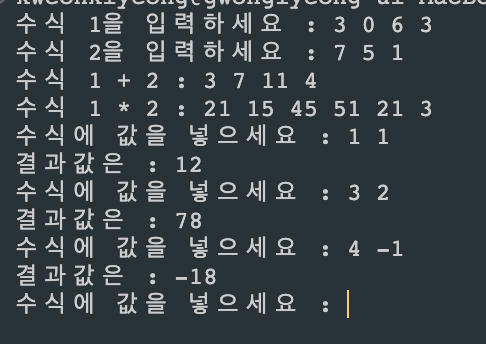 수식 1을 입력하세요 : 3 0 6 3
수식 2을 입력하세요 : 7 5 1
수식 1 + 2 : 3 7 11 4
수식 1 * 2 : 21 15 45 51 21 3
수식에 값을 넣으세요 : 1 1
결과값은 : 12
수식에 값을 넣으세요 : 3 2
결과값은 : 78
수식에 값을 넣으세요 : 4 -1
결과값은 : -18
수식에 값을 넣으세요 :